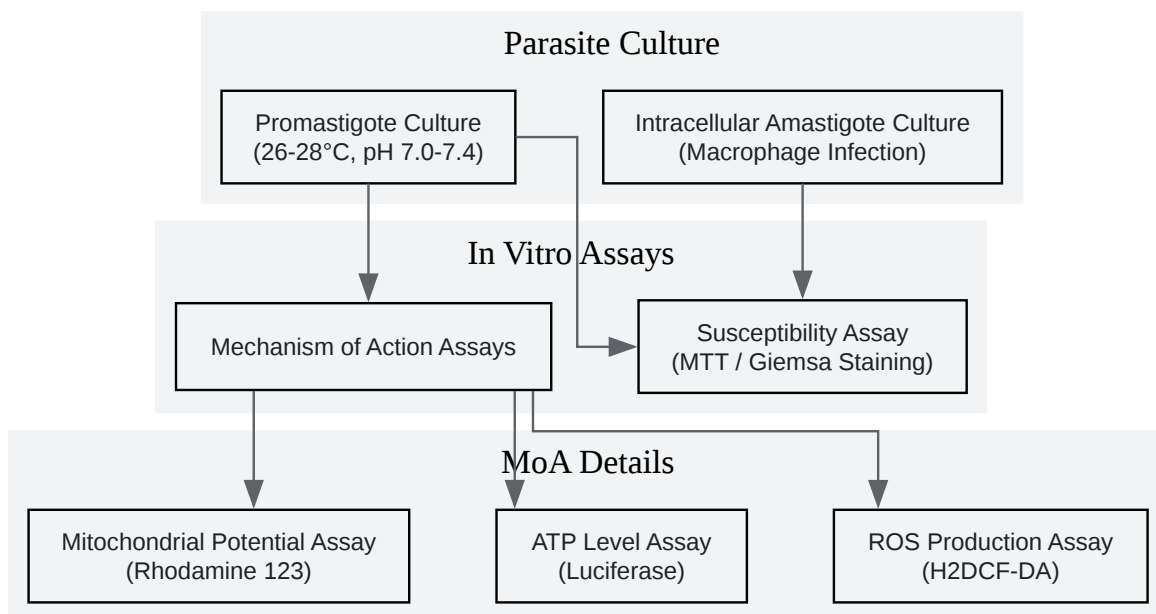 Parasite Culture
Promastigote Culture
(26-28°C, pH 7.0-7.4)
Intracellular Amastigote Culture
(Macrophage Infection)
In Vitro Assays
Mechanism of Action Assays
Susceptibility Assay
(MTT / Giemsa Staining)
MoA Details
Mitochondrial Potential Assay
(Rhodamine 123)
ATP Level Assay
(Luciferase)
ROS Production Assay
(H2DCF-DA)